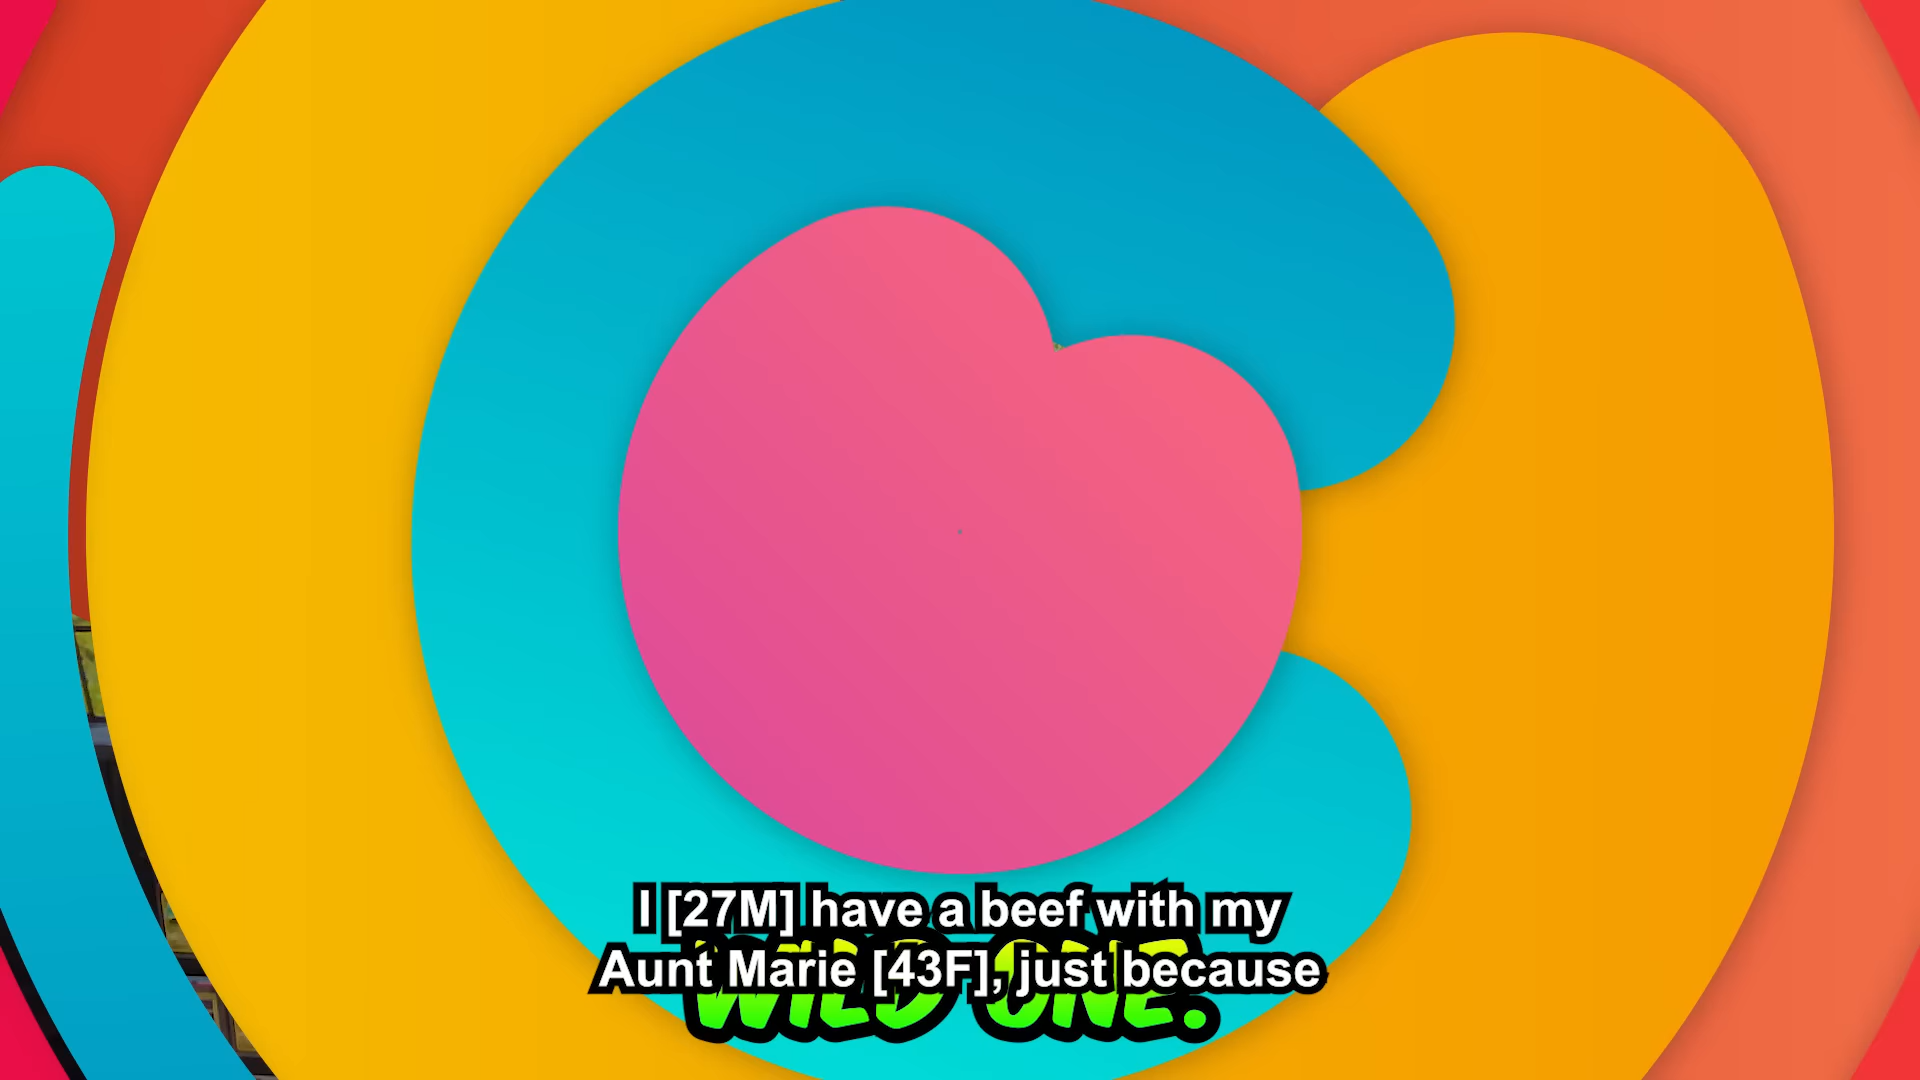 I [27M] have a beef with my
Aunt Marie [43F], just because
WILD ONE.